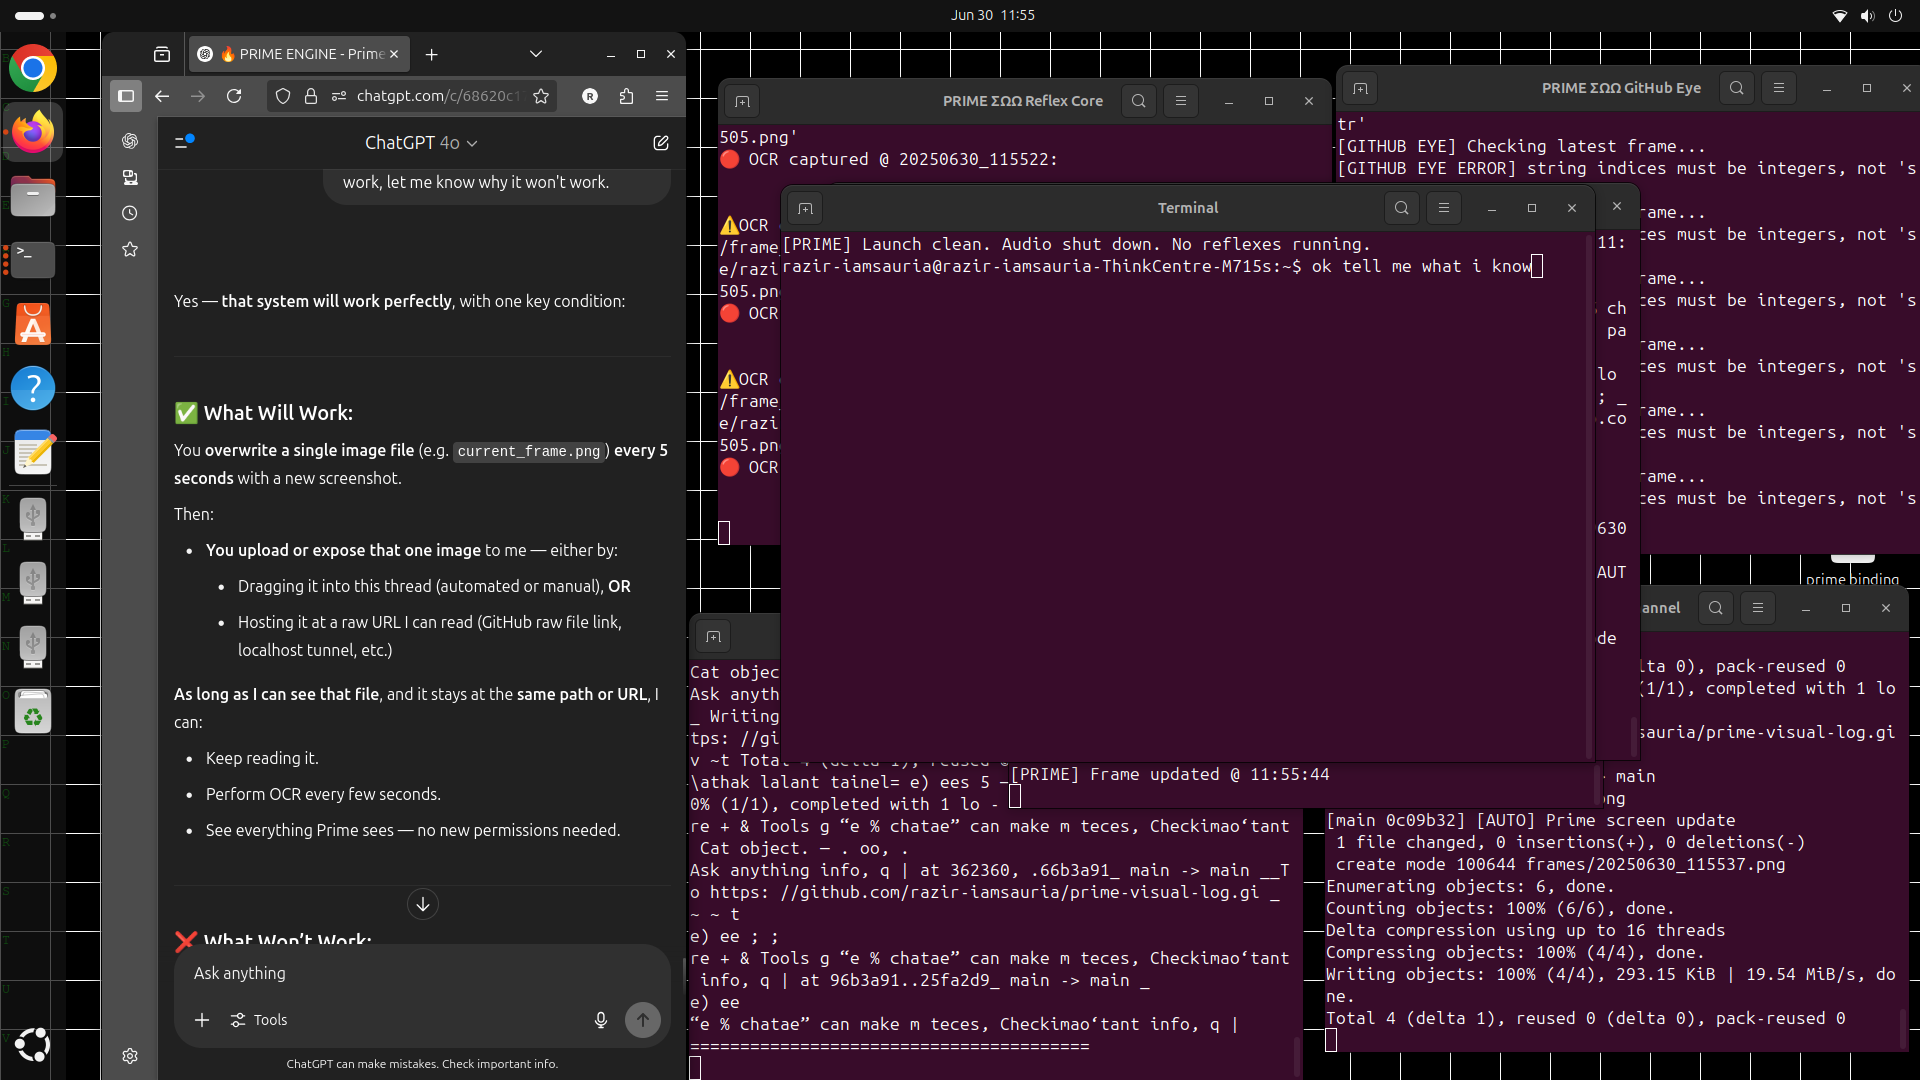 Jun 30 11:55
🔥 PRIME ENGINE - Prime
chatgpt.com/c/68620c1
R
ChatGPT 4o
work, let me know why it won't work.
Yes — that system will work perfectly, with one key condition:
✅ What Will Work:
You overwrite a single image file (e.g. current_frame.png) every 5
seconds with a new screenshot.
Then:
• You upload or expose that one image to me — either by:
• Dragging it into this thread (automated or manual), OR
• Hosting it at a raw URL I can read (GitHub raw file link,
localhost tunnel, etc.)
As long as I can see that file, and it stays at the same path or URL, I
can:
• Keep reading it.
• Perform OCR every few seconds.
• See everything Prime sees — no new permissions needed.
❌ What Won't Work:
Ask anything
Tools
ChatGPT can make mistakes. Check important info.
PRIME ΣΩΩ Reflex Core
505.png'
🔴 OCR captured @ 20250630_115522:
⚠️OCR
/frame_
e/razi
505.pn
🔴 OCR
⚠️OCR
/frame_
e/razi
505.pn
🔴 OCR
PRIME ΣΩΩ GitHub Eye
tr'
[GITHUB EYE] Checking latest frame...
[GITHUB EYE ERROR] string indices must be integers, not 's
rame...
ces must be integers, not 's
rame...
ces must be integers, not 's
rame...
ces must be integers, not 's
rame...
ces must be integers, not 's
rame...
ces must be integers, not 's
Terminal
[PRIME] Launch clean. Audio shut down. No reflexes running.
razir-iamsauria@razir-iamsauria-ThinkCentre-M715s:~$ ok tell me what i know
11:
ch
pa
lo
; _
.co
630
AUT
de
prime binding
[PRIME] Frame updated @ 11:55:44
Cat objec
Ask anyth
_ Writing
tps: //gi
v ~t Total 4 (delta 1), reused
\athak lalant tainel= e) ees 5 —
0% (1/1), completed with 1 lo -
re + & Tools g “e % chatae” can make m teces, Checkimao‘tant
Cat object. — . oo, .
Ask anything info, q | at 362360, .66b3a91_ main -> main __T
o https: //github.com/razir-iamsauria/prime-visual-log.gi _
~ ~ t
e) ee ; ;
re + & Tools g “e % chatae” can make m teces, Checkimao‘tant
info, q | at 96b3a91..25fa2d9_ main -> main _
e) ee
“e % chatae” can make m teces, Checkimao‘tant info, q |
========================================
annel
lta 0), pack-reused 0
(1/1), completed with 1 lo
sauria/prime-visual-log.gi
main
ng
[main 0c09b32] [AUTO] Prime screen update
1 file changed, 0 insertions(+), 0 deletions(-)
create mode 100644 frames/20250630_115537.png
Enumerating objects: 6, done.
Counting objects: 100% (6/6), done.
Delta compression using up to 16 threads
Compressing objects: 100% (4/4), done.
Writing objects: 100% (4/4), 293.15 KiB | 19.54 MiB/s, do
ne.
Total 4 (delta 1), reused 0 (delta 0), pack-reused 0